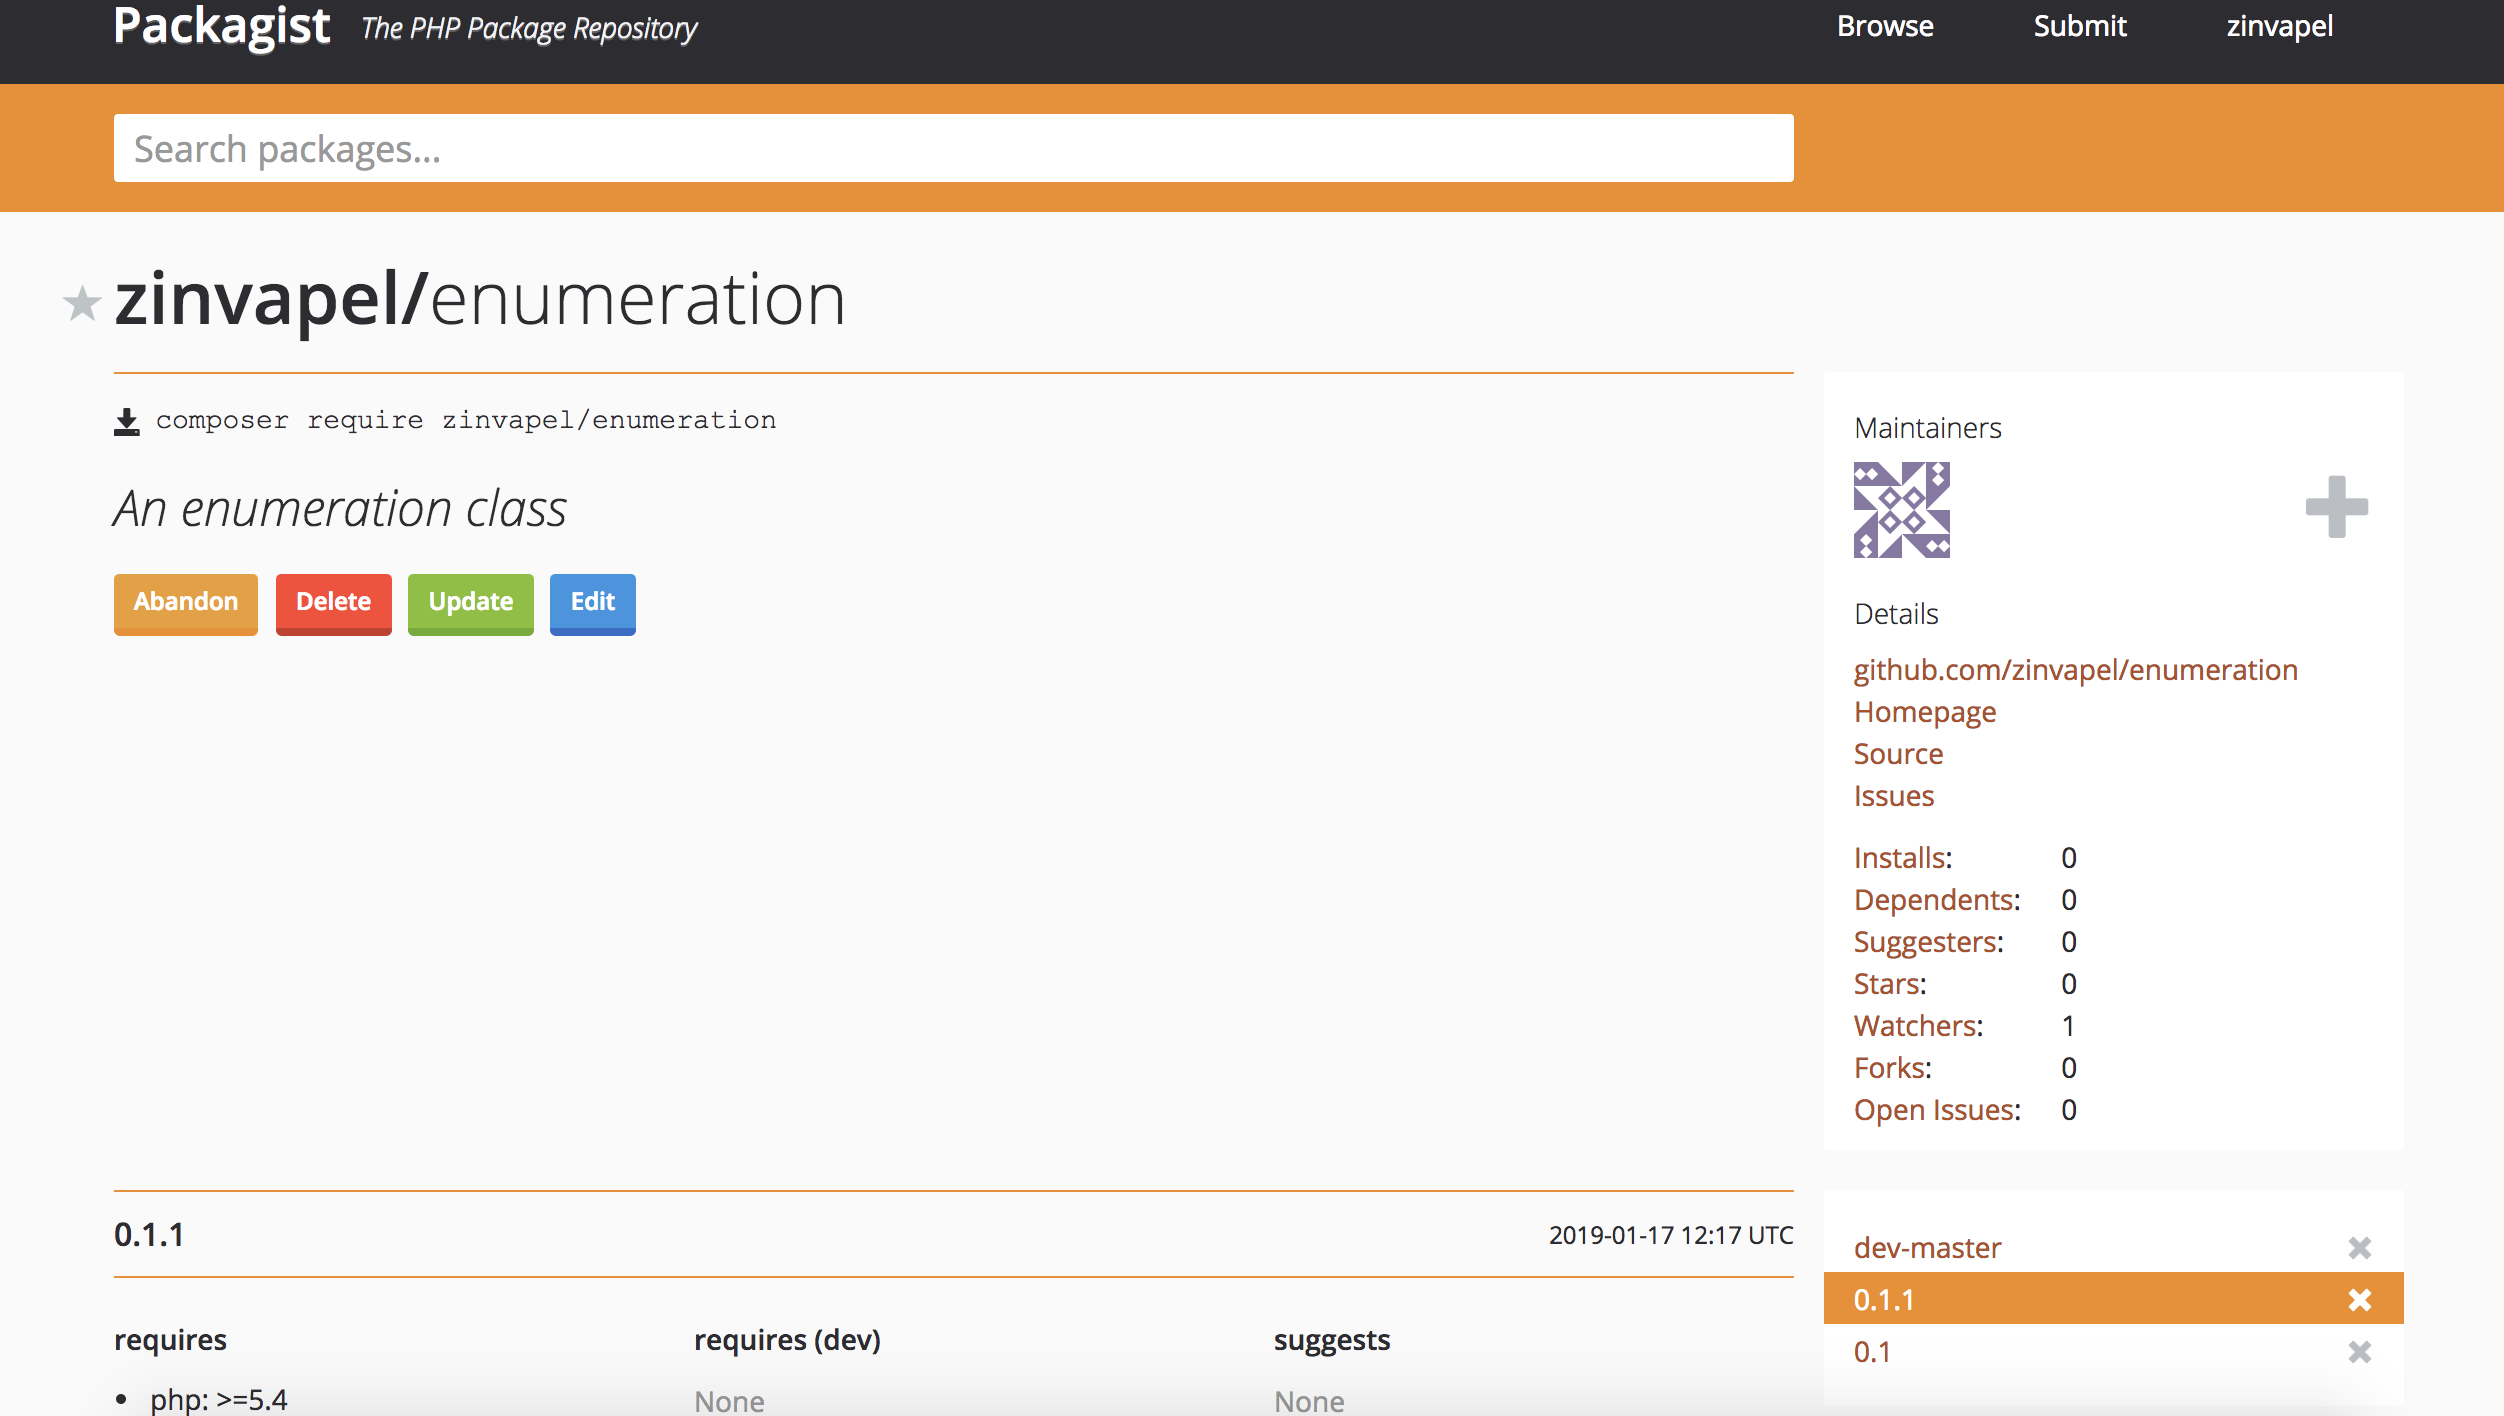 Packagist The PHP Package Repository Browse Submit zinvapel
Search packages...
zinvapel/enumeration
composer require zinvapel/enumeration
An enumeration class
Abandon Delete Update Edit
Maintainers
Details
github.com/zinvapel/enumeration
Homepage
Source
Issues
Installs: 0
Dependents: 0
Suggesters: 0
Stars: 0
Watchers: 1
Forks: 0
Open Issues: 0
0.1.1 2019-01-17 12:17 UTC
requires requires (dev) suggests
• php: >=5.4 None None
dev-master
0.1.1
0.1